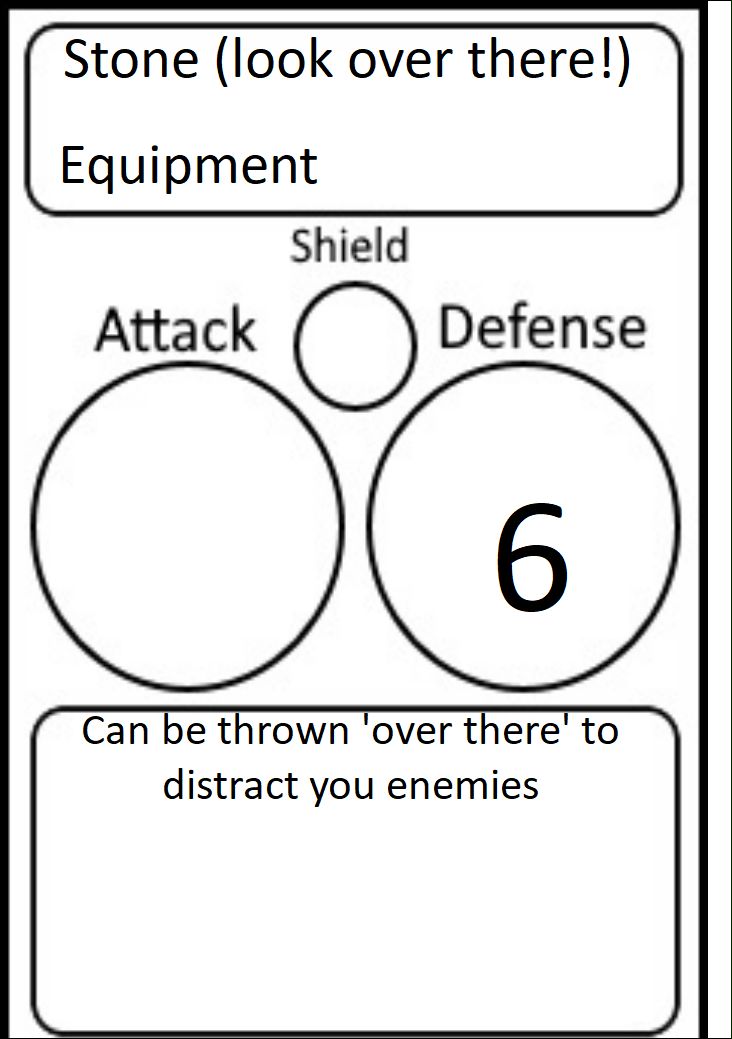 Stone (look over there!)
Equipment
Shield
Attack Defense
6
Can be thrown 'over there' to
distract you enemies